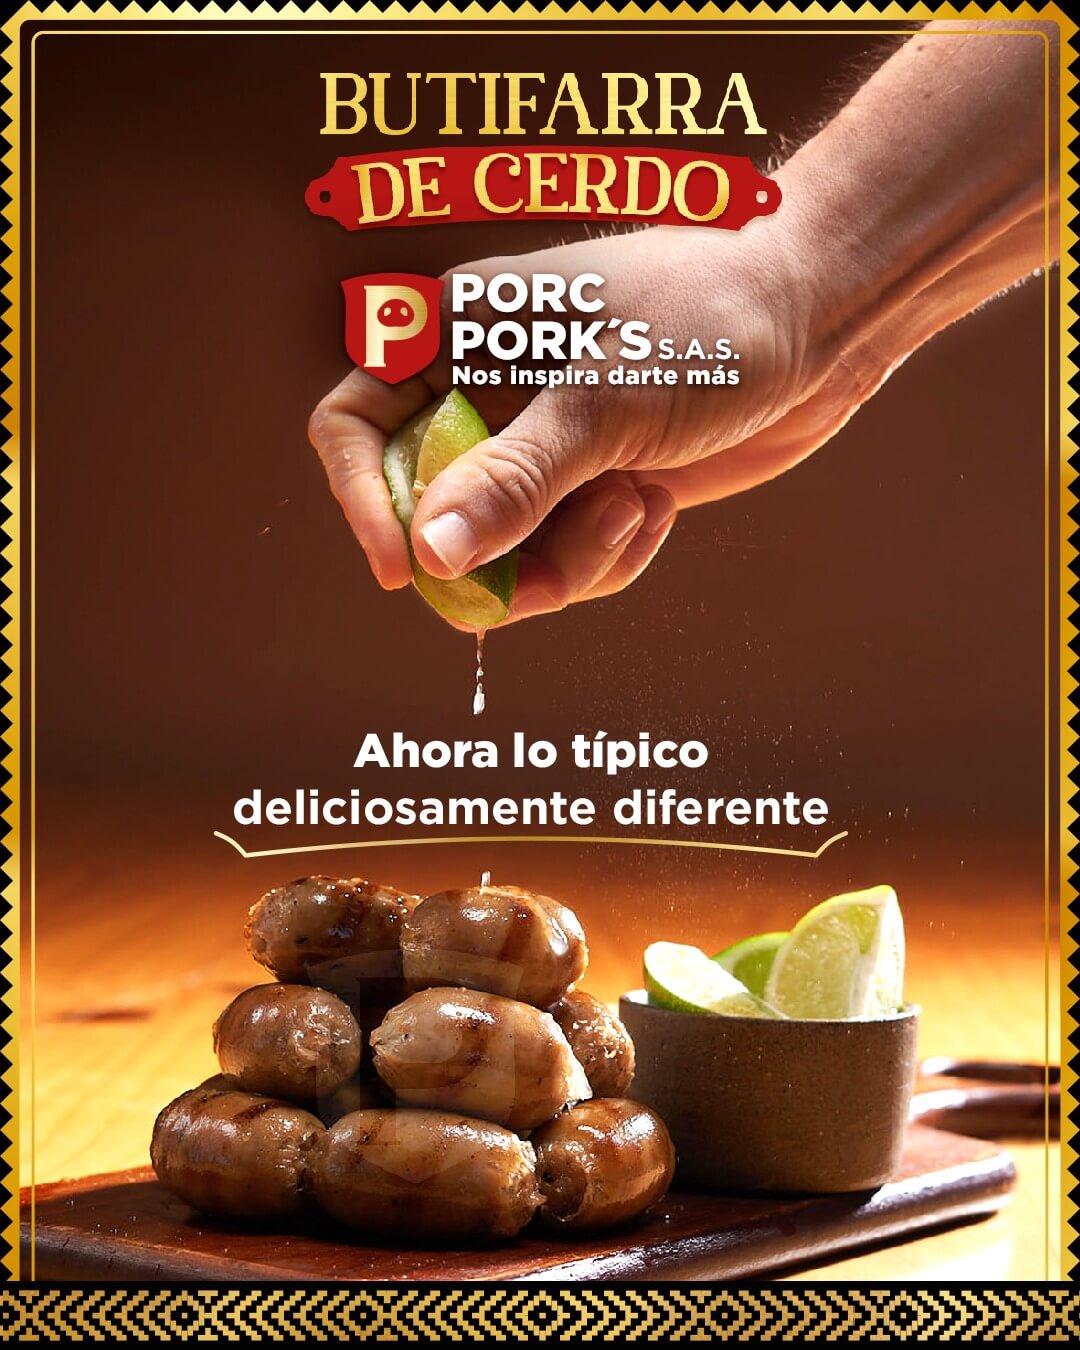 BUTIFARRA
DE CERDO
P
PORC
PORK´S S.A.S.
Nos inspira darte más
Ahora lo típico
deliciosamente diferente
P